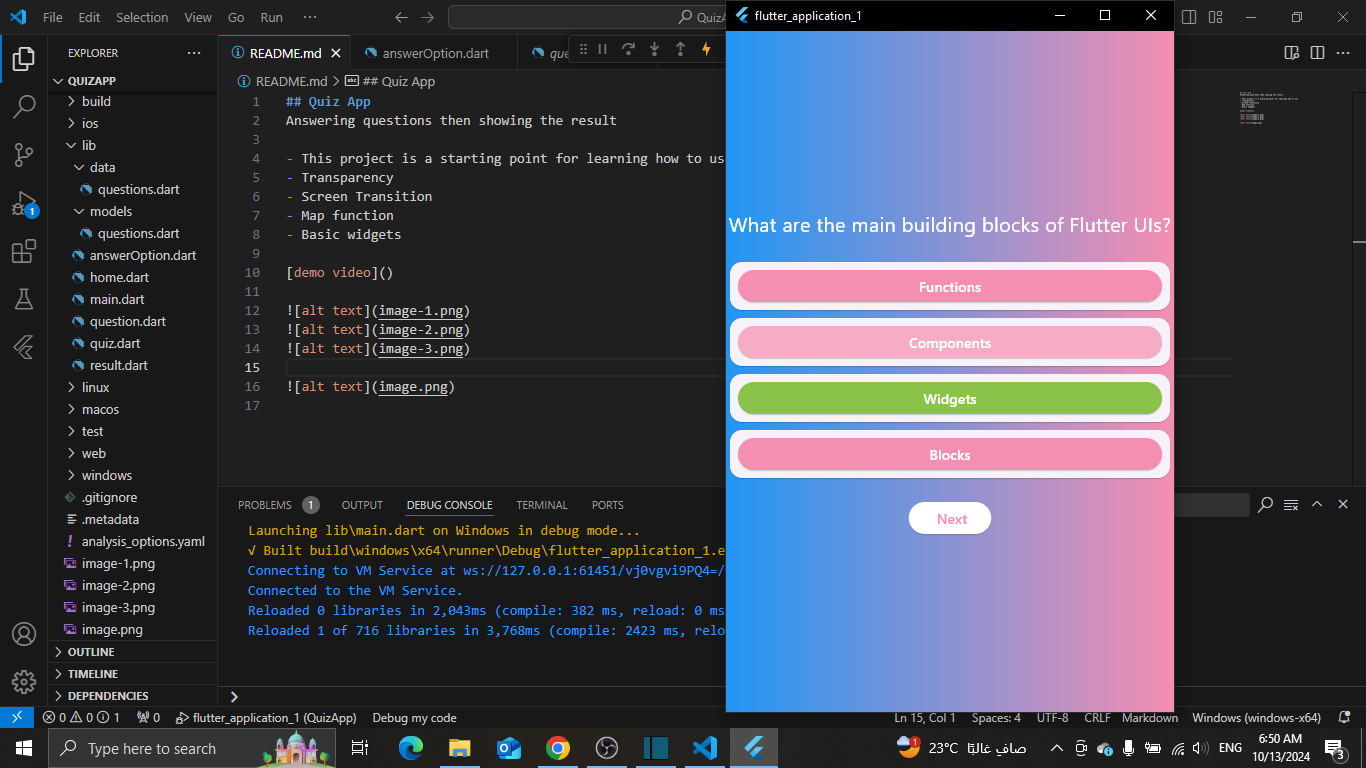 File Edit Selection View Go Run ···
QuizA
flutter_application_1
EXPLORER
QUIZAPP
build
ios
lib
data
questions.dart
models
questions.dart
answerOption.dart
home.dart
main.dart
question.dart
quiz.dart
result.dart
linux
macos
test
web
windows
.gitignore
.metadata
analysis_options.yaml
image-1.png
image-2.png
image-3.png
image.png
OUTLINE
TIMELINE
DEPENDENCIES
README.md
answerOption.dart
que
README.md > ## Quiz App
1 ## Quiz App
2 Answering questions then showing the result
3
4 - This project is a starting point for learning how to us
5 - Transparency
6 - Screen Transition
7 - Map function
8 - Basic widgets
9
10 [demo video]()
11
12 ![alt text](image-1.png)
13 ![alt text](image-2.png)
14 ![alt text](image-3.png)
15
16 ![alt text](image.png)
17
PROBLEMS 1 OUTPUT DEBUG CONSOLE TERMINAL PORTS
Launching lib\main.dart on Windows in debug mode...
√ Built build\windows\x64\runner\Debug\flutter_application_1.e
Connecting to VM Service at ws://127.0.0.1:61451/vj0vgvi9PQ4=/
Connected to the VM Service.
Reloaded 0 libraries in 2,043ms (compile: 382 ms, reload: 0 ms
Reloaded 1 of 716 libraries in 3,768ms (compile: 2423 ms, relo
What are the main building blocks of Flutter UIs?
Functions
Components
Widgets
Blocks
Next
1
0 0 1 0 flutter_application_1 (QuizApp) Debug my code
Ln 15, Col 1 Spaces: 4 UTF-8 CRLF Markdown Windows (windows-x64)
Type here to search
1 23°C صافٍ غالبًا ENG
6:50 AM
10/13/2024
3